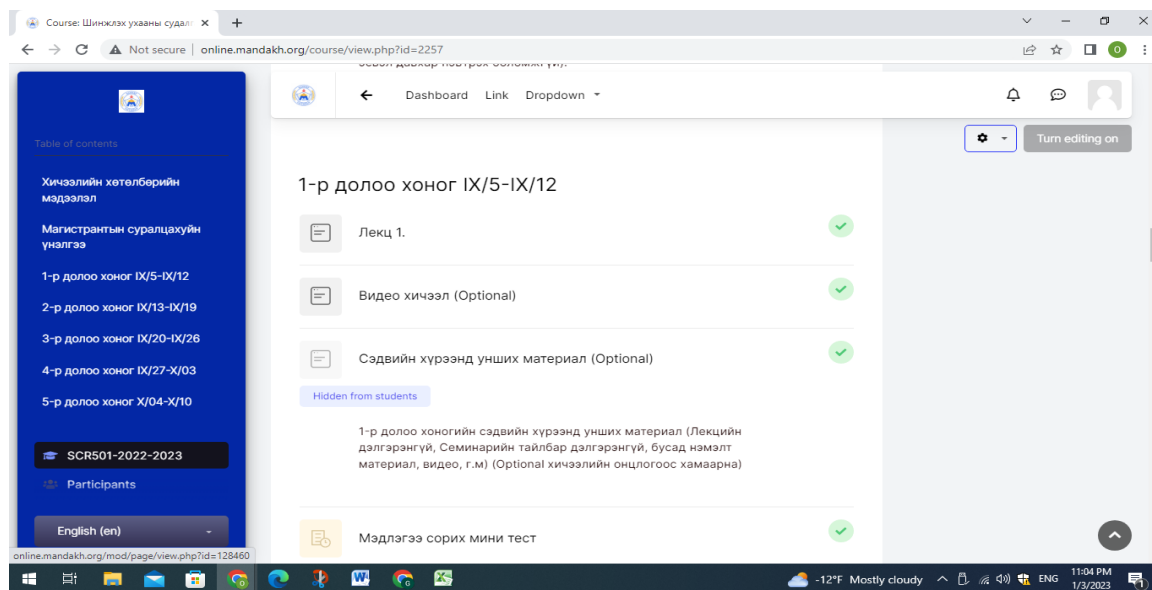 Course: Шинжлэх ухааны судалг
Not secure online.mandakh.org/course/view.php?id=2257
Dashboard Link Dropdown
Turn editing on
Table of contents
Хичээлийн хөтөлбөрийн
мэдээлэл
Магистрантын суралцахуйн
үнэлгээ
1-р долоо хоног IX/5-IX/12
2-р долоо хоног IX/13-IX/19
3-р долоо хоног IX/20-IX/26
4-р долоо хоног IX/27-X/03
5-р долоо хоног X/04-X/10
SCR501-2022-2023
Participants
English (en)
online.mandakh.org/mod/page/view.php?id=128460
1-р долоо хоног IX/5-IX/12
Лекц 1.
Видео хичээл (Optional)
Сэдвийн хүрээнд унших материал (Optional)
Hidden from students
1-р долоо хоногийн сэдвийн хүрээнд унших материал (Лекцийн
дэлгэрэнгүй, Семинарийн тайлбар дэлгэрэнгүй, бусад нэмэлт
материал, видео, г.м) (Optional хичээлийн онцлогоос хамаарна)
Мэдлэгээ сорих мини тест
-12°F Mostly cloudy
ENG
11:04 PM
1/3/2023